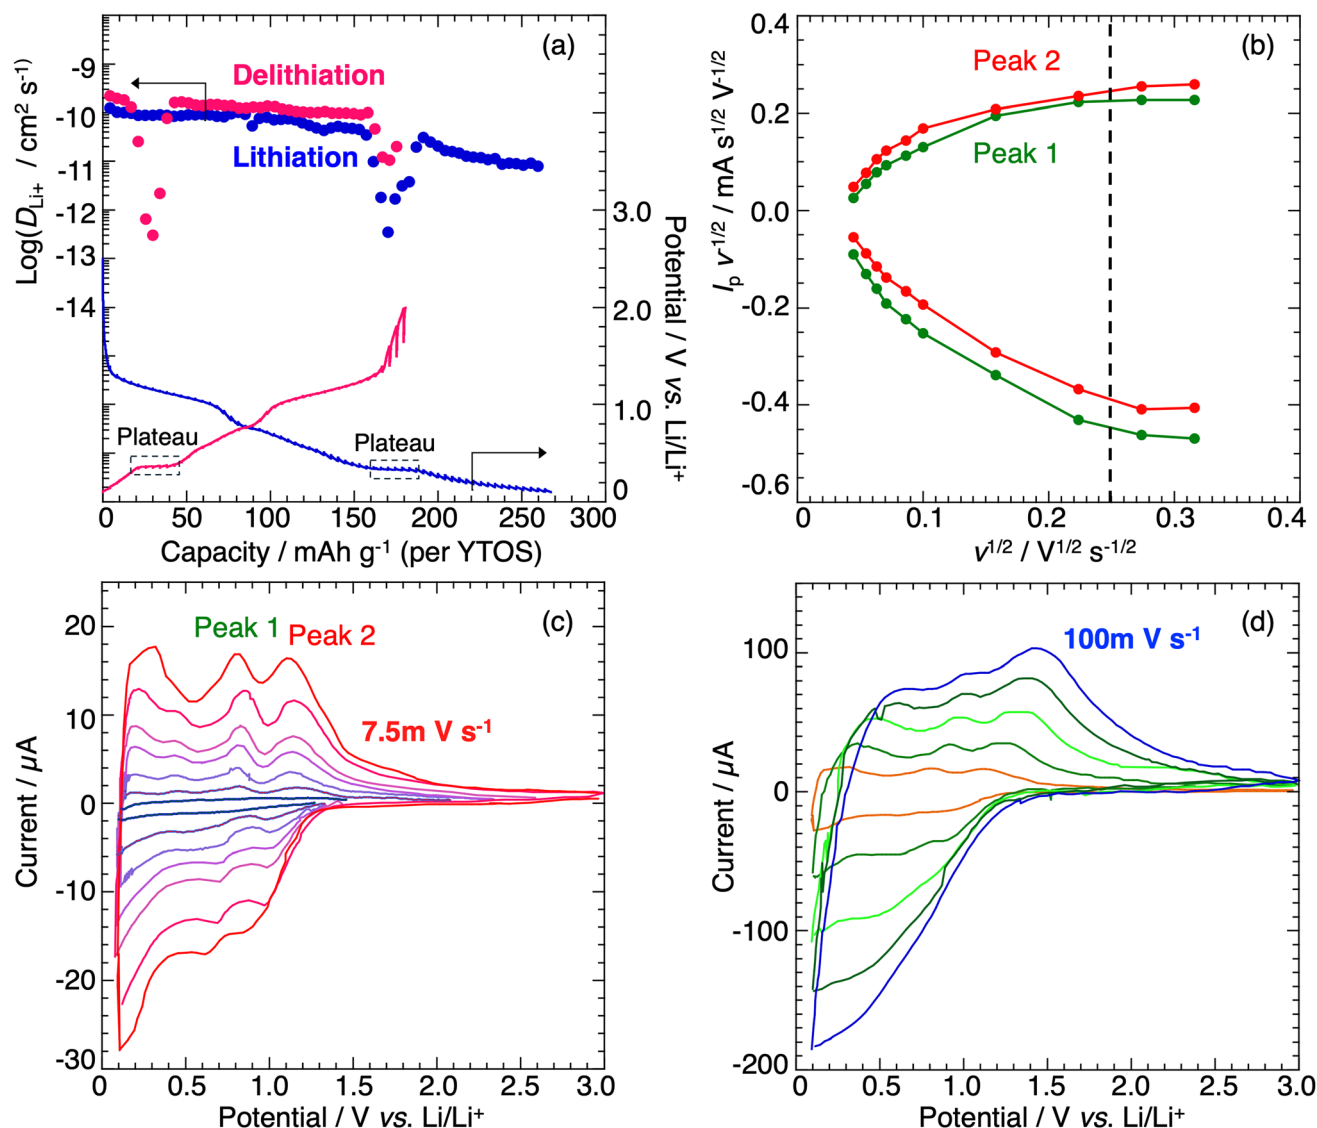 (a)
Delithiation
Lithiation
Log(D Li+ / cm² s⁻¹)
-9
-10
-11
-12
-13
-14
3.0
2.0
1.0
0
Potential / V vs. Li/Li⁺
Plateau
Plateau
0 50 100 150 200 250 300
Capacity / mAh g⁻¹ (per YTOS)
(b)
Peak 2
Peak 1
Iₚ v⁻¹/² / mA s¹/² V⁻¹/²
0.4
0.2
0.0
-0.2
-0.4
-0.6
0 0.1 0.2 0.3 0.4
v¹/² / V¹/² s⁻¹/²
(c)
Peak 1 Peak 2
7.5m V s⁻¹
Current / µA
20
10
0
-10
-20
-30
0 0.5 1.0 1.5 2.0 2.5 3.0
Potential / V vs. Li/Li⁺
(d)
100m V s⁻¹
Current / µA
100
0
-100
-200
0 0.5 1.0 1.5 2.0 2.5 3.0
Potential / V vs. Li/Li⁺